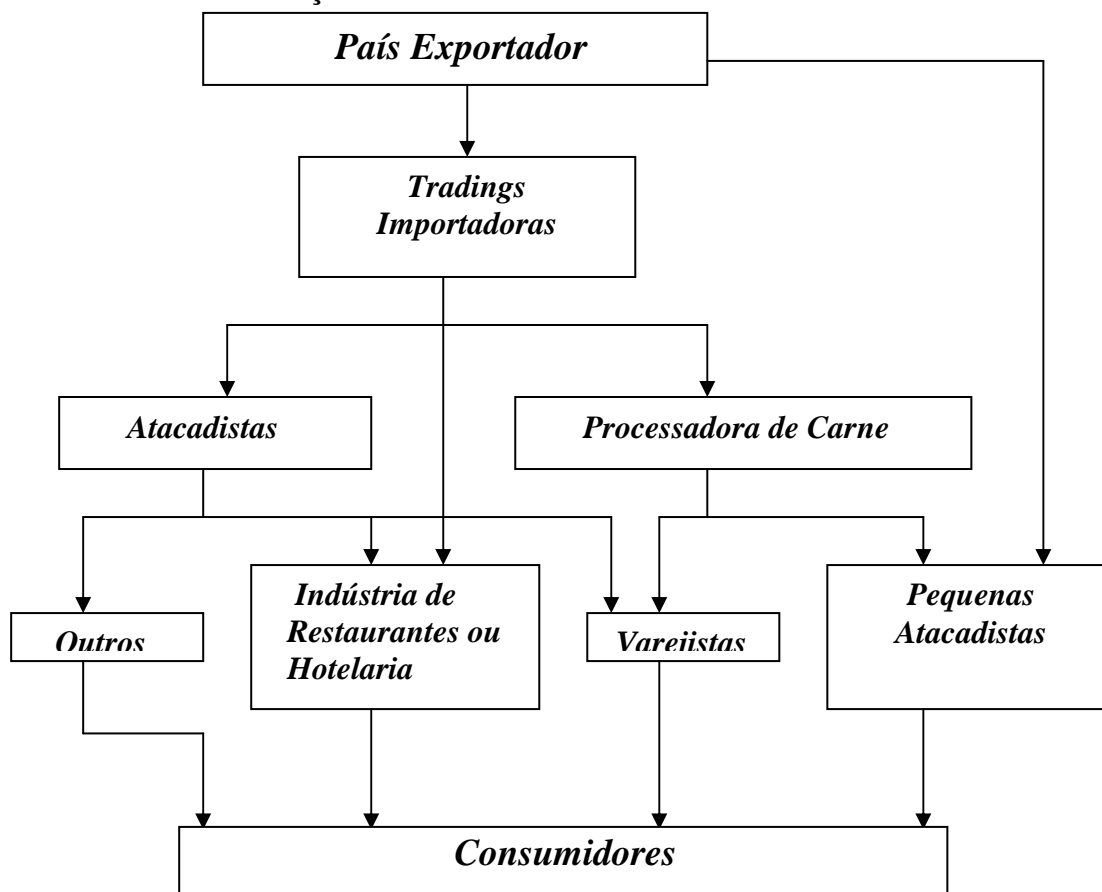 País Exportador
Tradings
Importadoras
Atacadistas
Processadora de Carne
Outros
Indústria de
Restaurantes ou
Hotelaria
Varejistas
Pequenas
Atacadistas
Consumidores